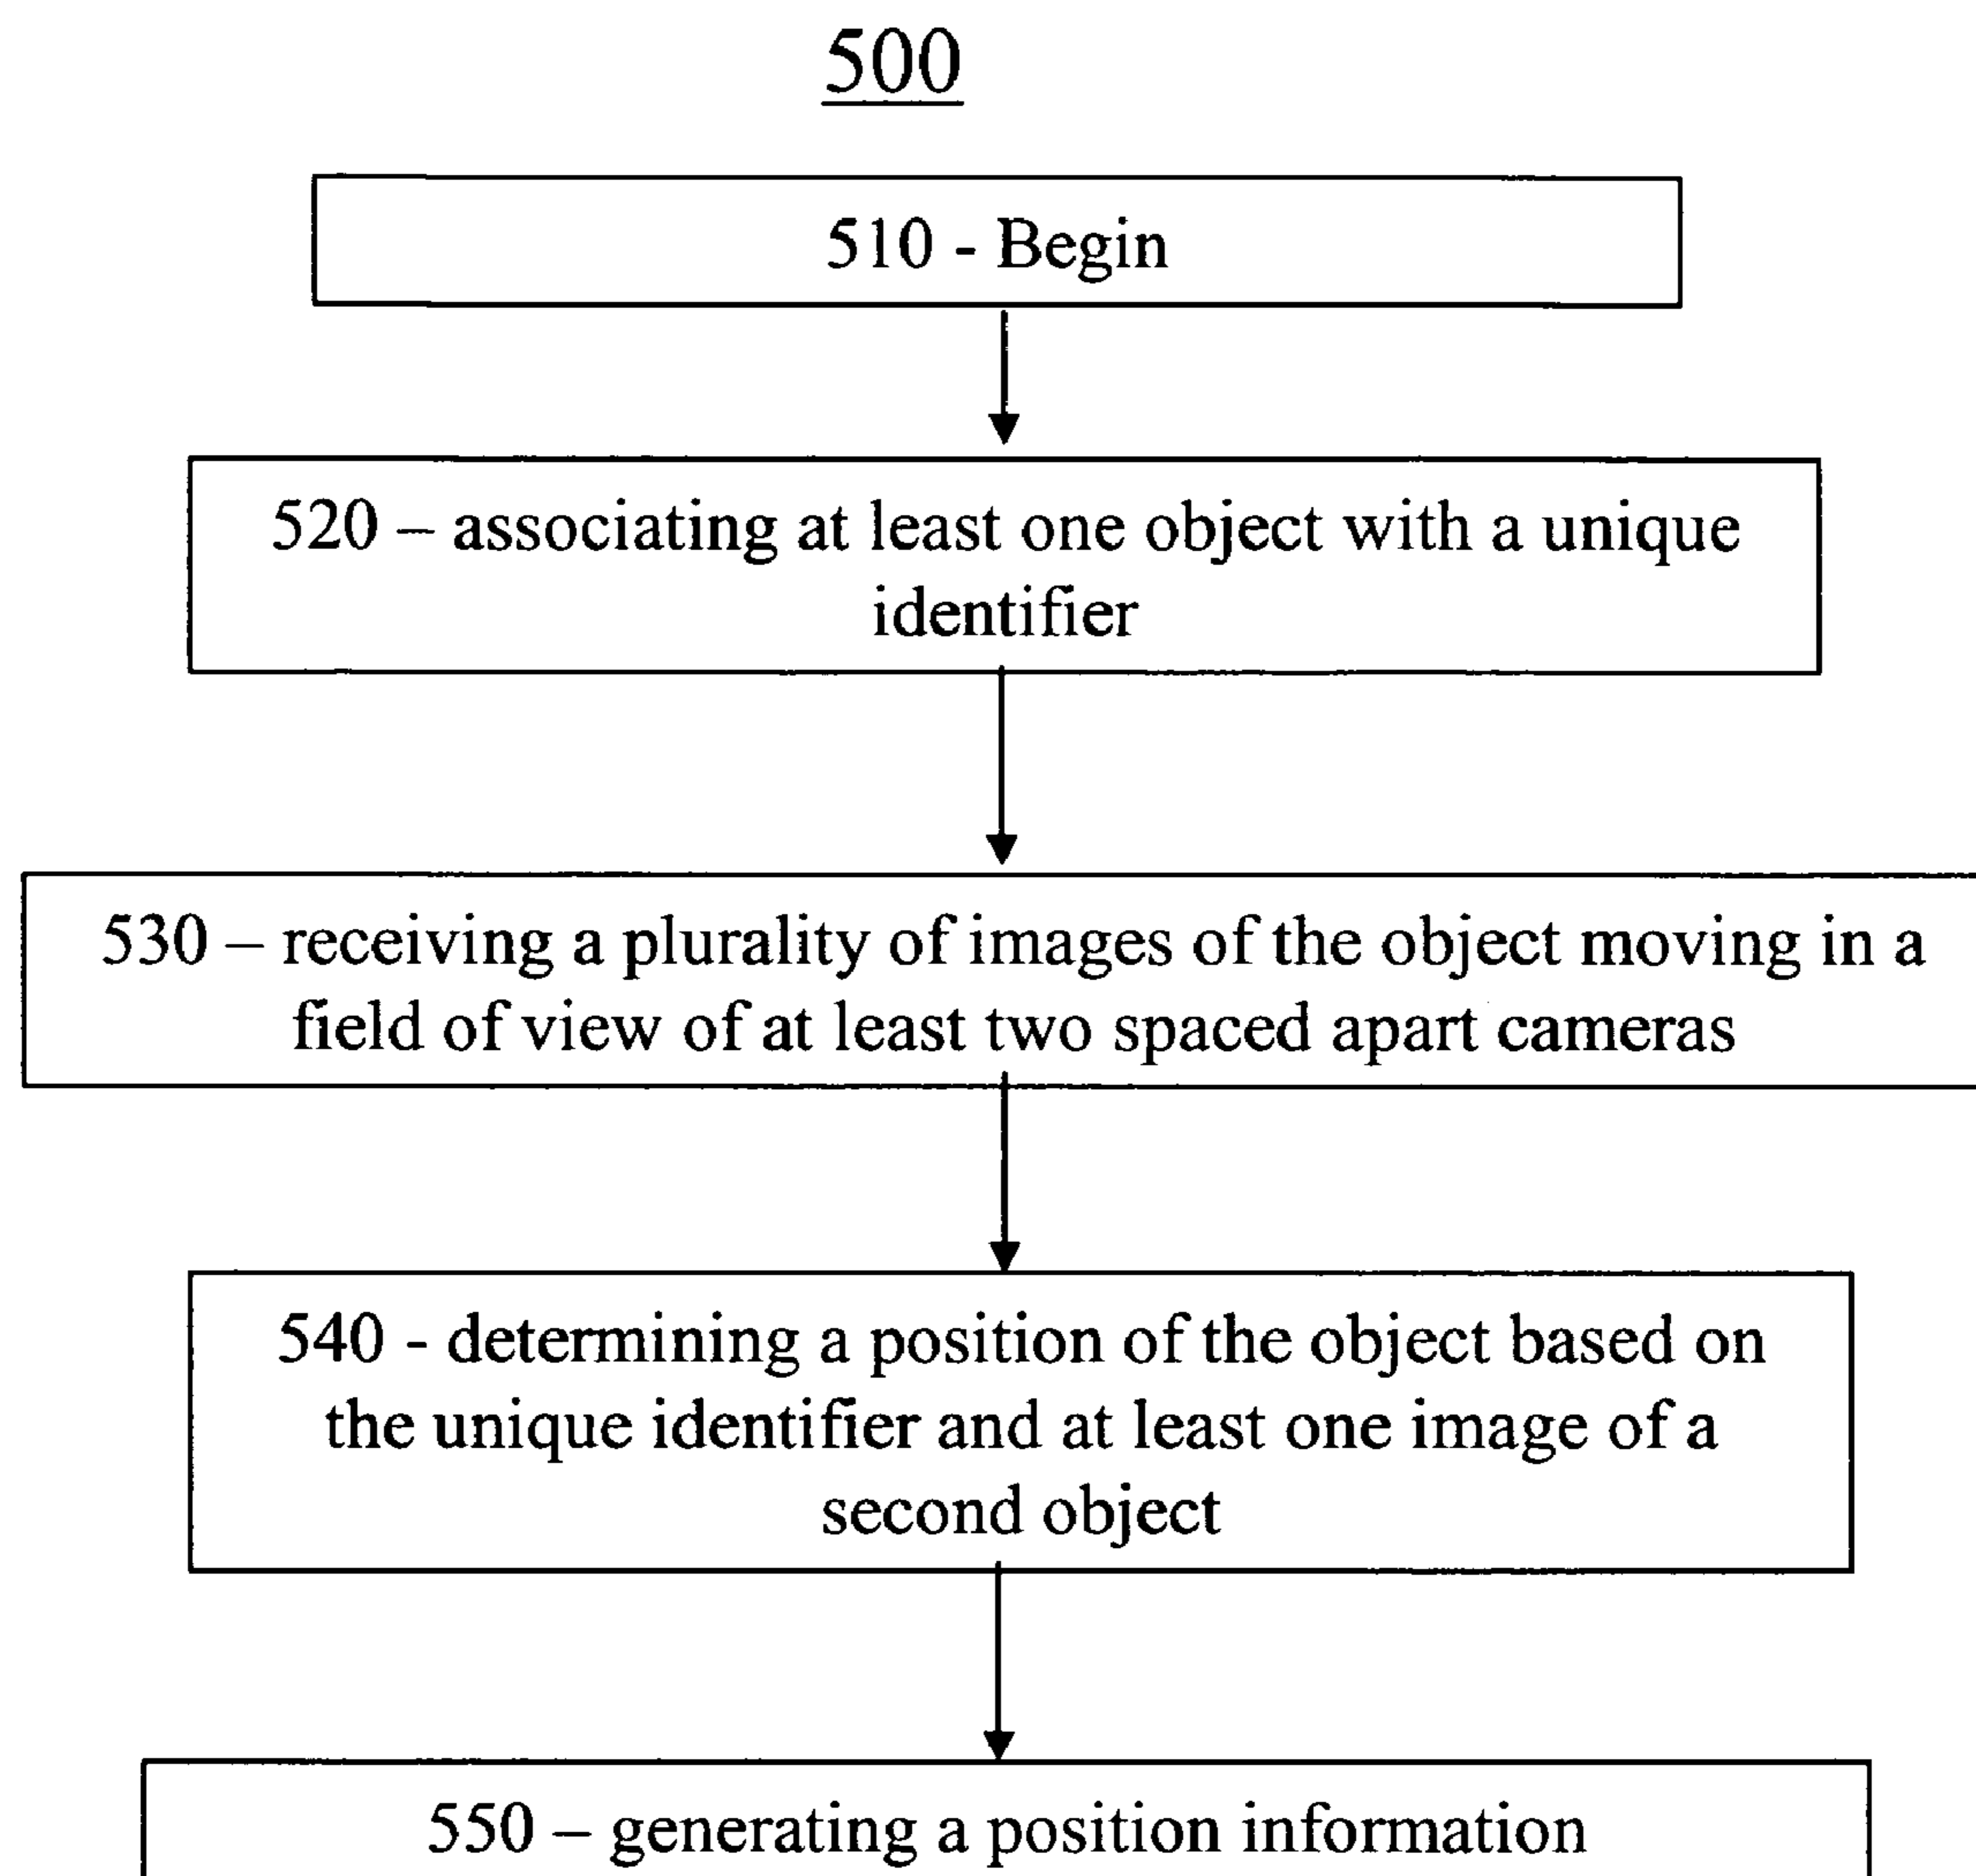 500
510 - Begin
520 – associating at least one object with a unique
identifier
530 – receiving a plurality of images of the object moving in a
field of view of at least two spaced apart cameras
540 - determining a position of the object based on
the unique identifier and at least one image of a
second object
550 – generating a position information